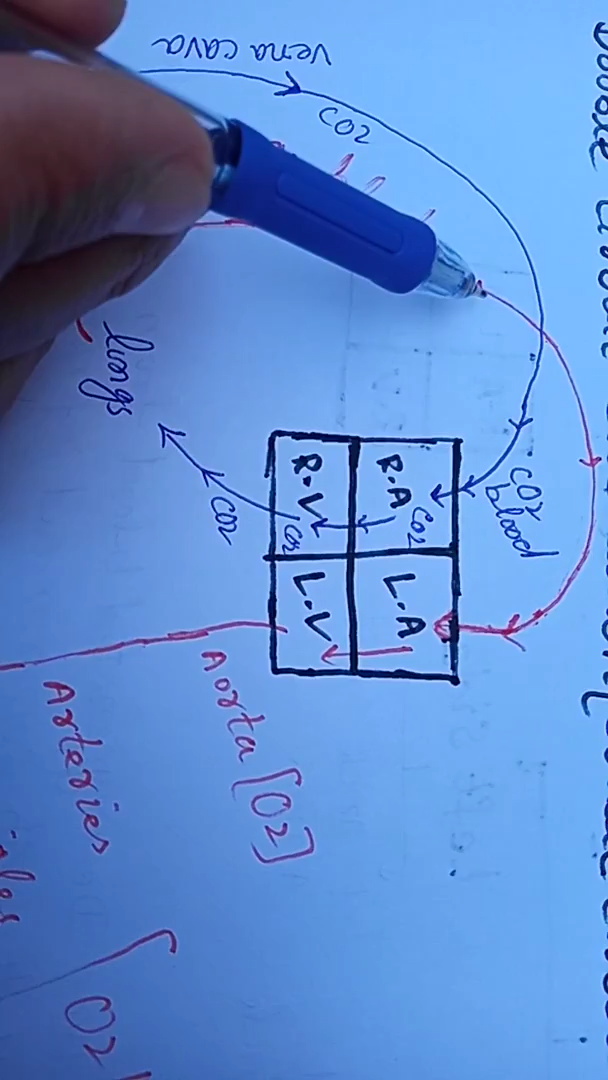 vena cava
CO2
CO2
blood
R.A
CO2
R.V
CO2
L.A
L.V
CO2
lungs
Aorta [O2]
Arteries
[O2]